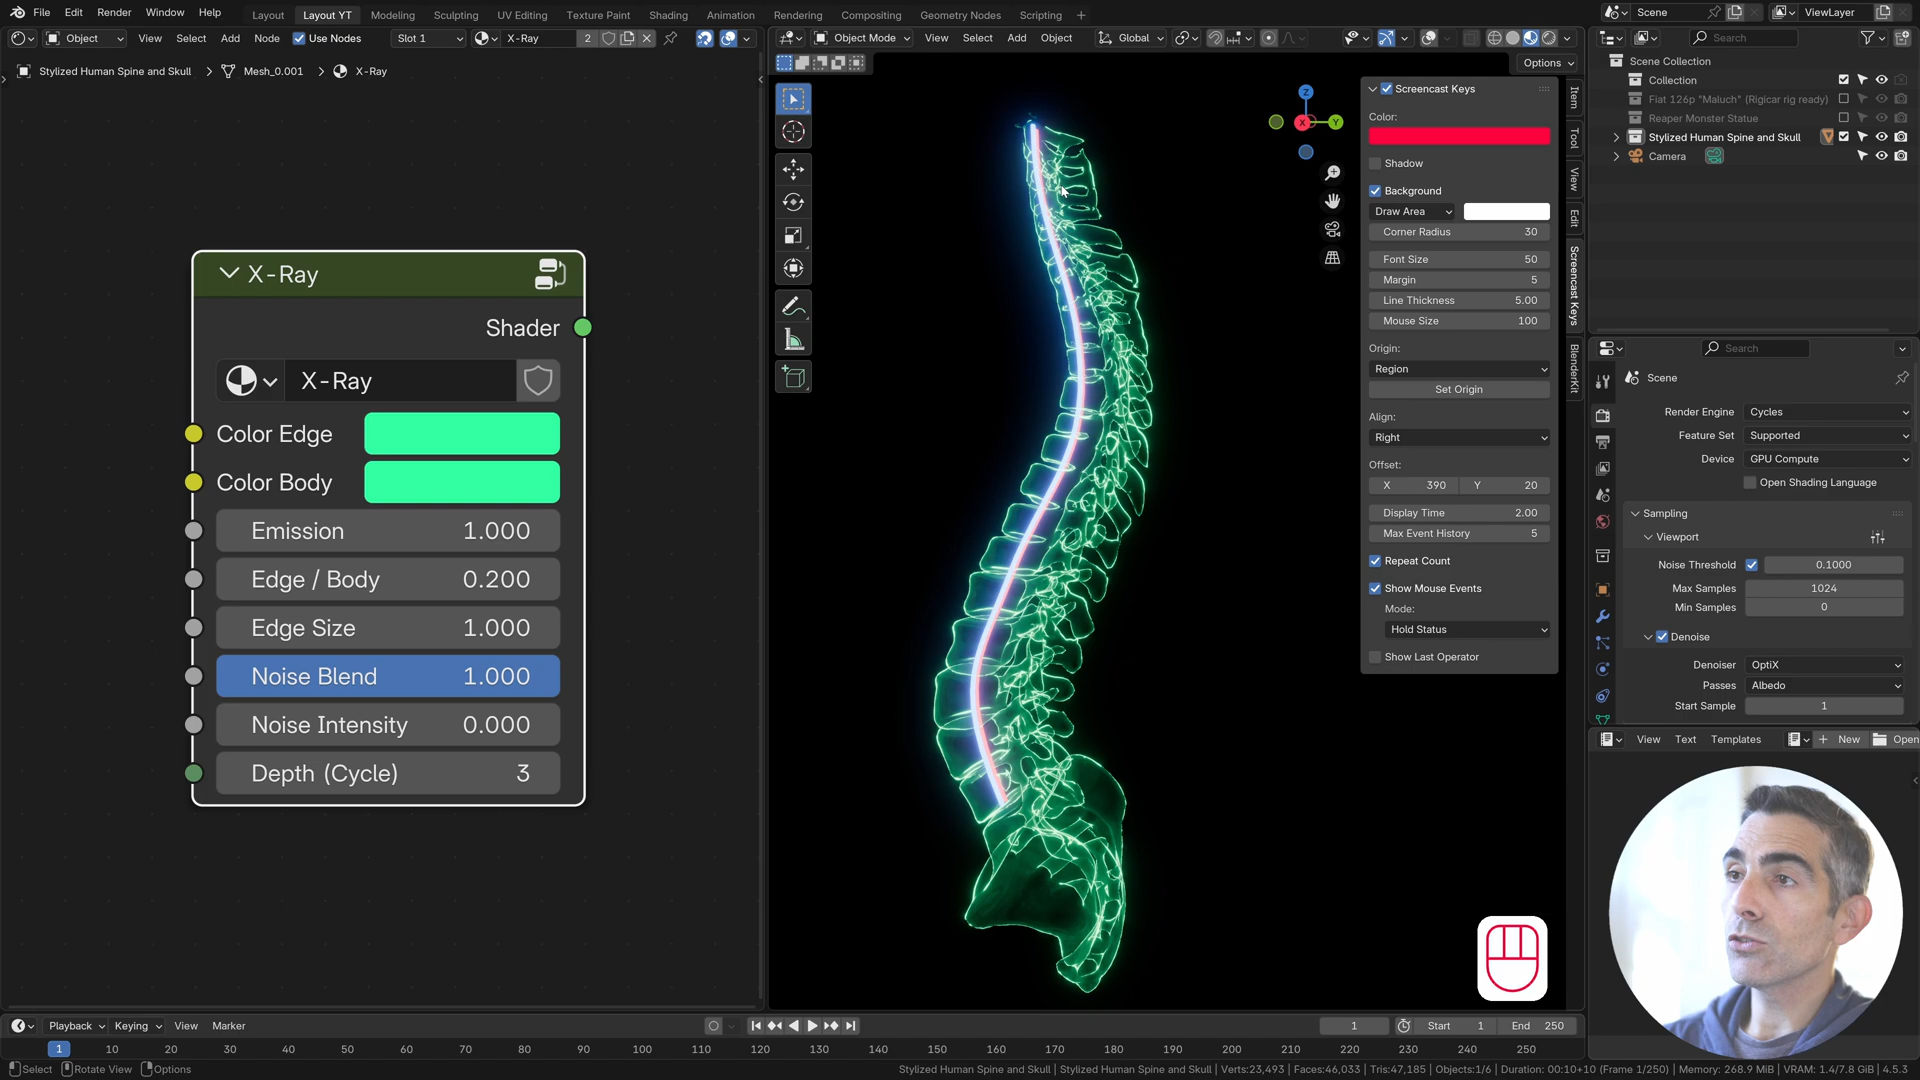 File Edit Render Window Help Layout Layout YT Modeling Sculpting UV Editing Texture Paint Shading Animation Rendering Compositing Geometry Nodes Scripting + Scene ViewLayer
Object View Select Add Node Use Nodes Slot 1 X-Ray 2
Object Mode View Select Add Object Global
Options
Stylized Human Spine and Skull > Mesh_0.001 > X-Ray
X-Ray
Shader
X-Ray
Color Edge
Color Body
Emission 1.000
Edge / Body 0.200
Edge Size 1.000
Noise Blend 1.000
Noise Intensity 0.000
Depth (Cycle) 3
Z
X Y
Screencast Keys
Color:
Shadow
Background
Draw Area
Corner Radius 30
Font Size 50
Margin 5
Line Thickness 5.00
Mouse Size 100
Origin:
Region
Set Origin
Align:
Right
Offset:
X 390 Y 20
Display Time 2.00
Max Event History 5
Repeat Count
Show Mouse Events
Mode:
Hold Status
Show Last Operator
Item
Tool
View
Edit
Screencast Keys
BlenderKit
Search
Scene Collection
Collection
Fiat 126p "Maluch" (Rigicar rig ready)
Reaper Monster Statue
Stylized Human Spine and Skull
Camera
Search
Scene
Render Engine Cycles
Feature Set Supported
Device GPU Compute
Open Shading Language
Sampling
Viewport
Noise Threshold 0.1000
Max Samples 1024
Min Samples 0
Denoise
Denoiser OptiX
Passes Albedo
Start Sample 1
View Text Templates + New Open
Playback Keying View Marker 1 Start 1 End 250
1 10 20 30 40 50 60 70 80 90 100 110 120 130 140 150 160 170 180 190 200 210 220 230 240 250
Select Rotate View Options
Stylized Human Spine and Skull | Stylized Human Spine and Skull | Verts:23,493 | Faces:46,033 | Tris:47,185 | Objects:1/6 | Duration: 00:10+10 (Frame 1/250) | Memory: 268.9 MiB | VRAM: 1.4/7.8 GiB | 4.5.3